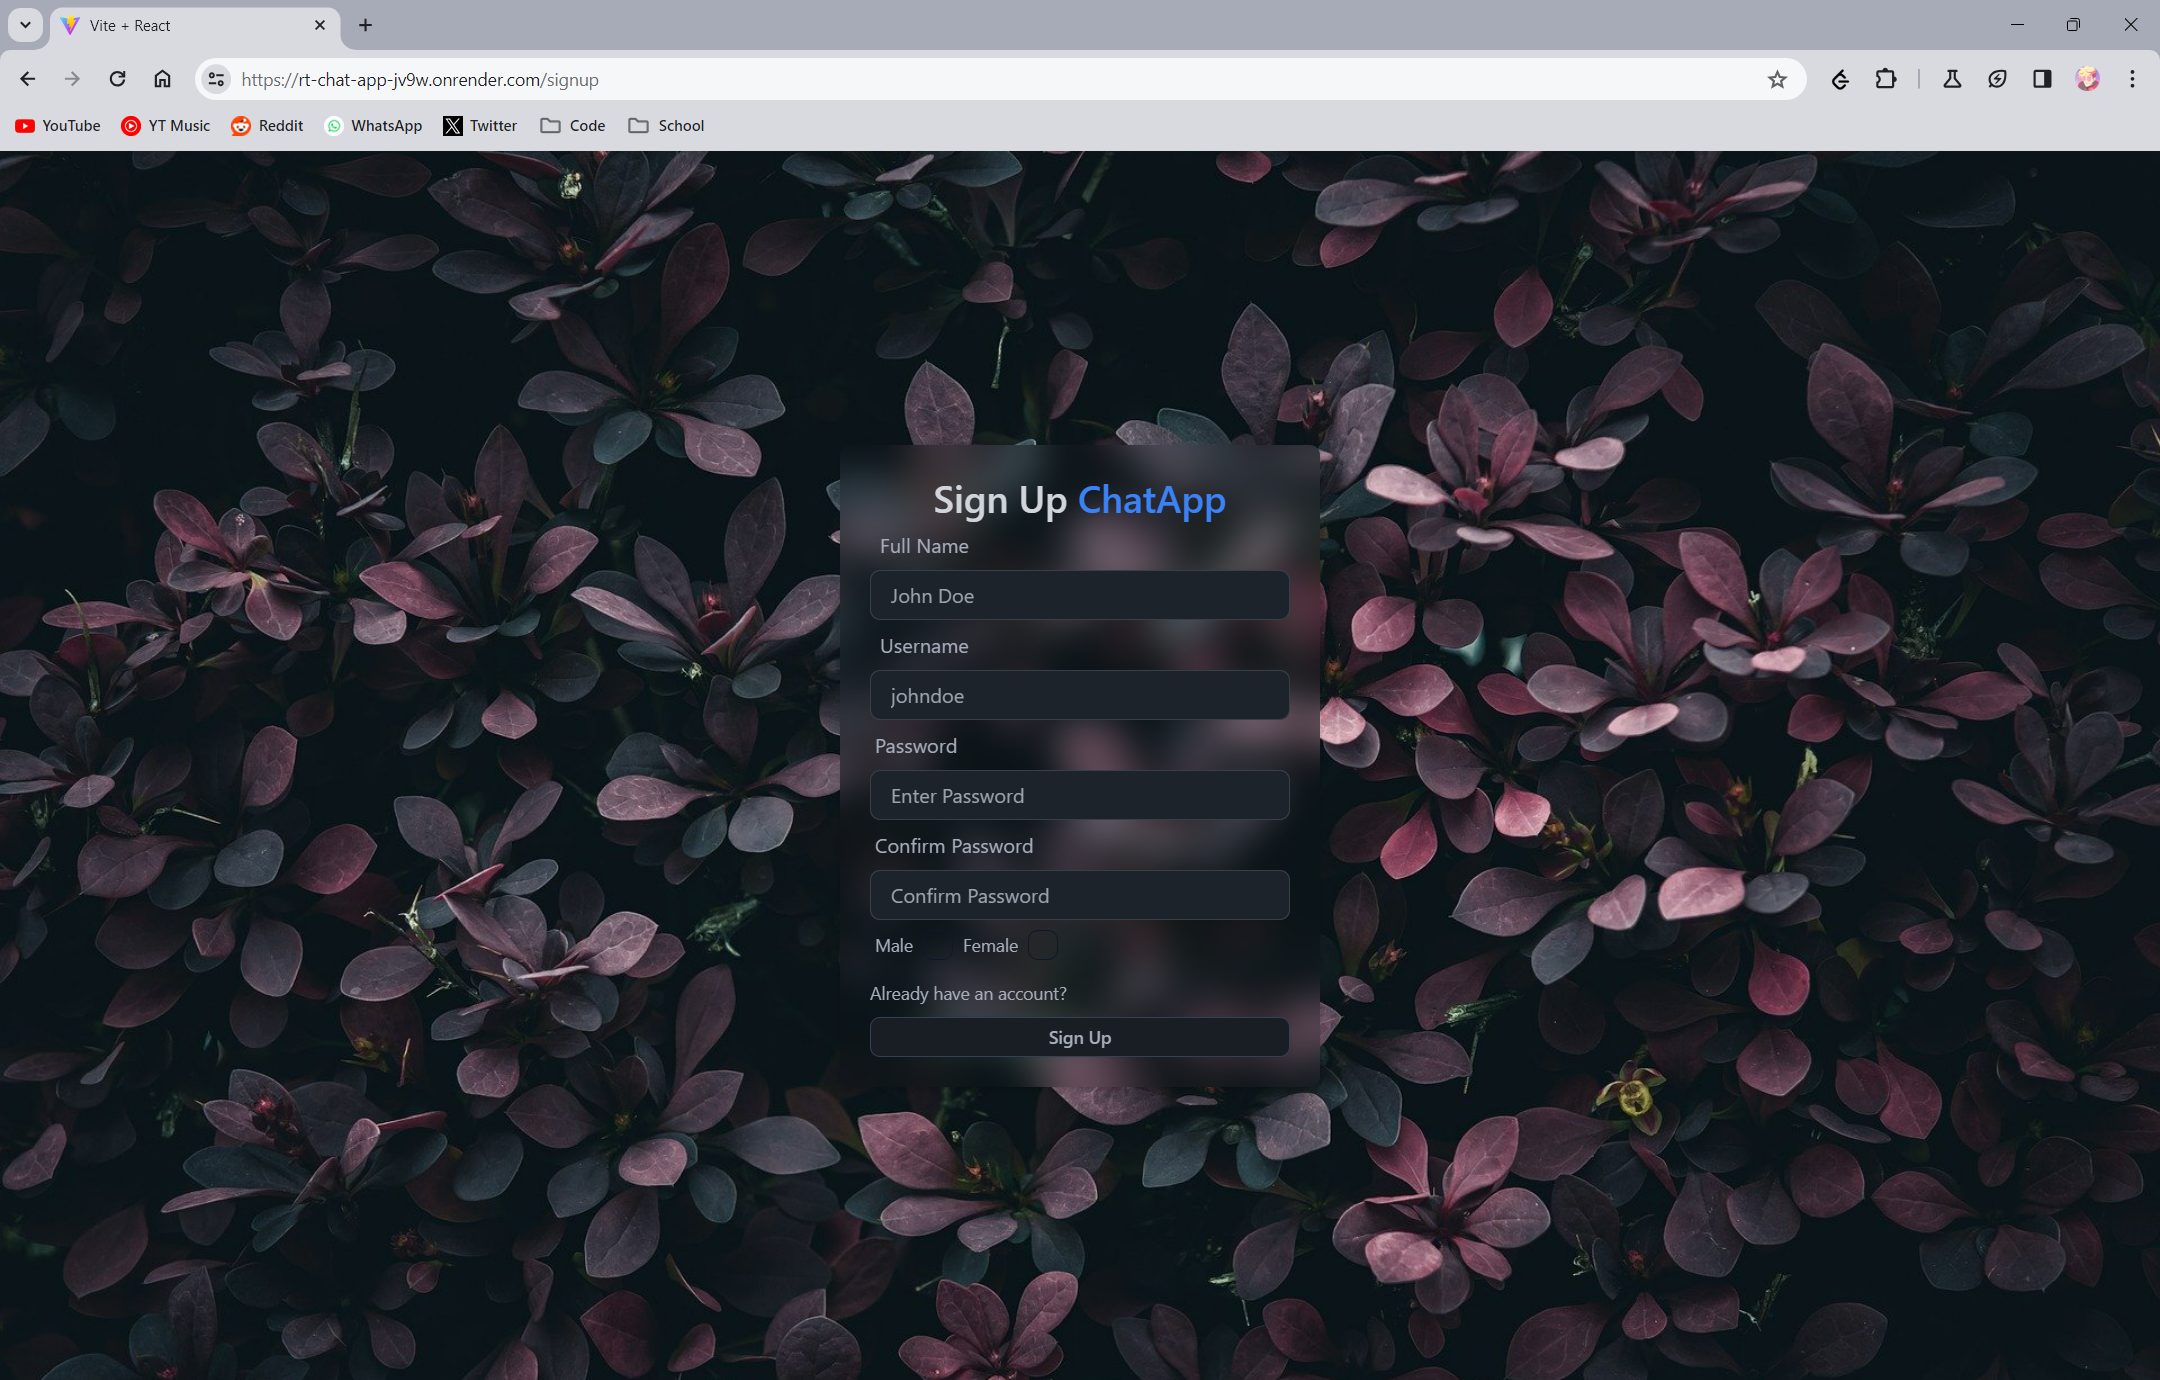 Vite + React
https://rt-chat-app-jv9w.onrender.com/signup
YouTube YT Music Reddit WhatsApp Twitter Code School
Sign Up ChatApp
Full Name
John Doe
Username
johndoe
Password
Enter Password
Confirm Password
Confirm Password
Male Female
Already have an account?
Sign Up